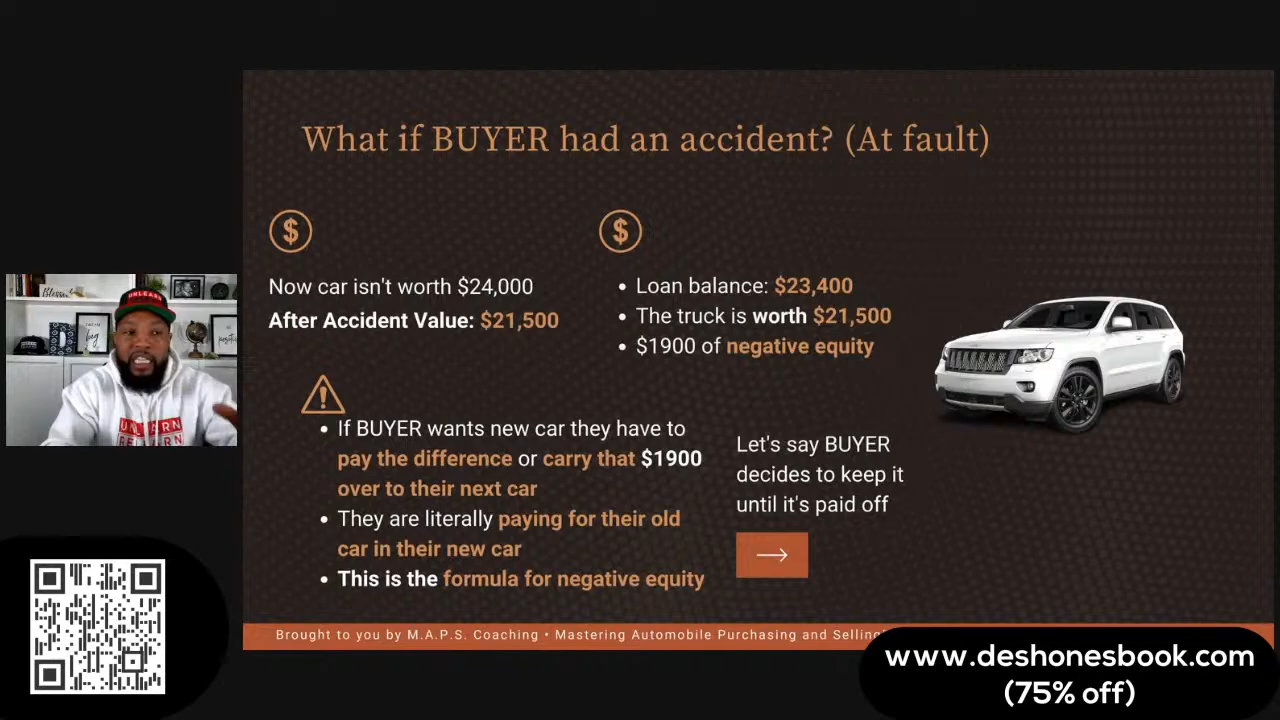 What if BUYER had an accident? (At fault)
$
$
Now car isn't worth $24,000
After Accident Value: $21,500
• Loan balance: $23,400
• The truck is worth $21,500
• $1900 of negative equity
• If BUYER wants new car they have to
pay the difference or carry that $1900
over to their next car
• They are literally paying for their old
car in their new car
• This is the formula for negative equity
Let's say BUYER
decides to keep it
until it's paid off
Blessed
UNLEARN
big
UNLEARN
Brought to you by M.A.P.S. Coaching • Mastering Automobile Purchasing and Selling
www.deshonesbook.com
(75% off)